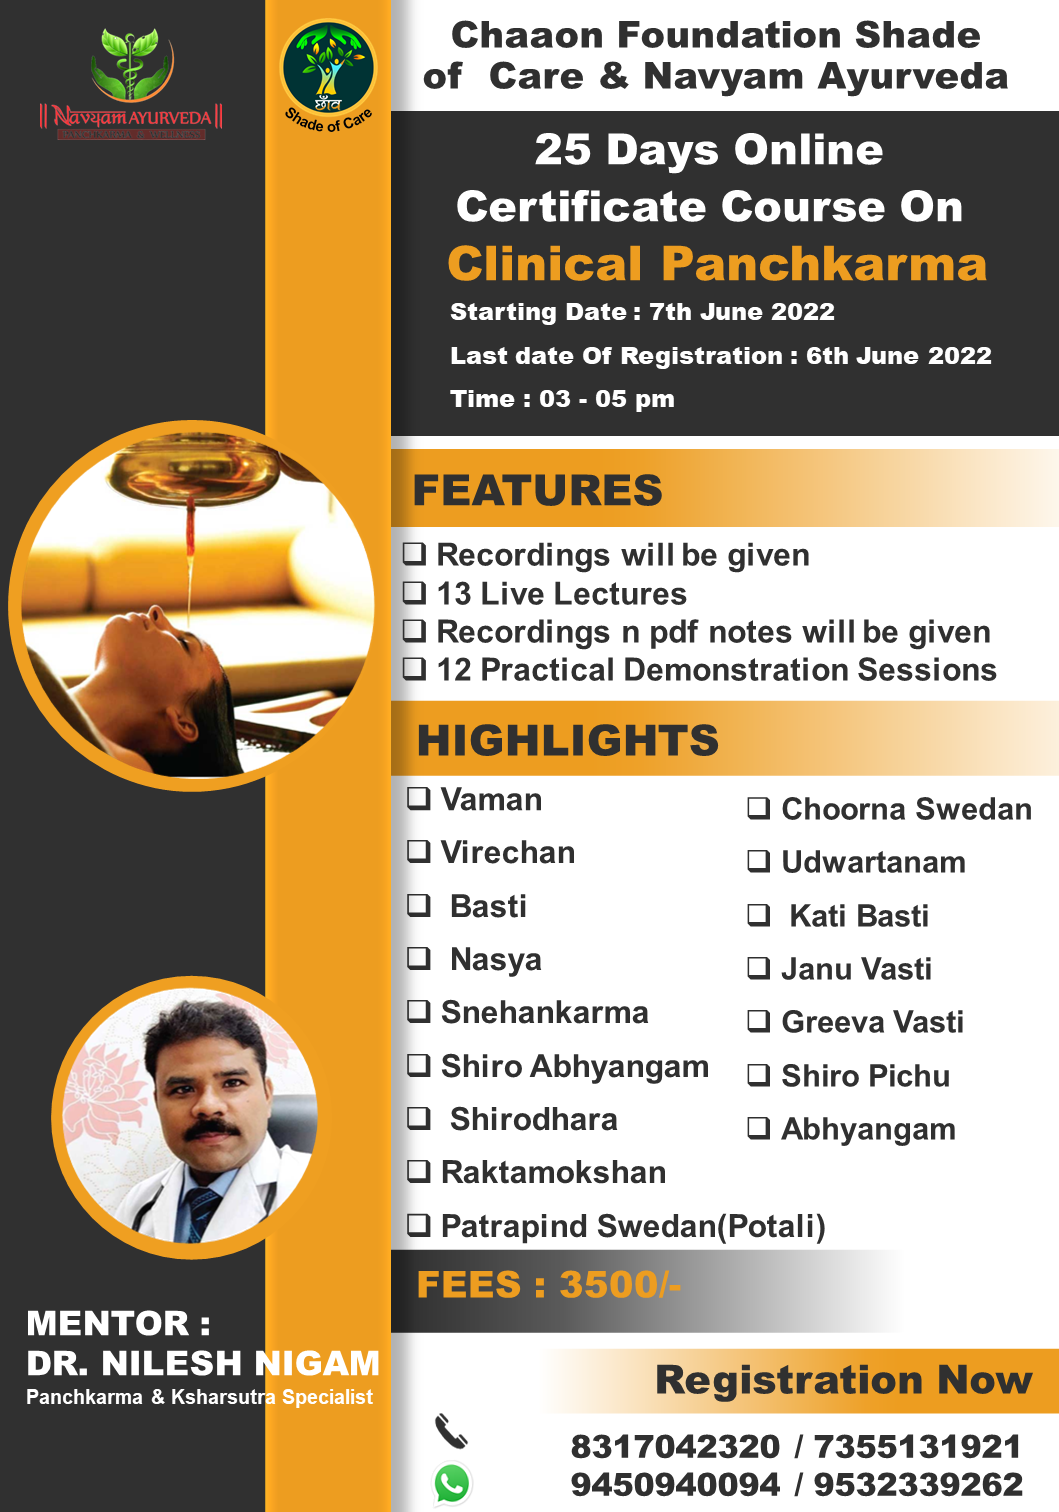 || Navyam AYURVEDA ||
छाँव
Shade of Care
Chaaon Foundation Shade
of Care & Navyam Ayurveda
25 Days Online
Certificate Course On
Clinical Panchkarma
Starting Date : 7th June 2022
Last date Of Registration : 6th June 2022
Time : 03 - 05 pm
FEATURES
❑ Recordings will be given
❑ 13 Live Lectures
❑ Recordings n pdf notes will be given
❑ 12 Practical Demonstration Sessions
HIGHLIGHTS
❑ Vaman
❑ Virechan
❑ Basti
❑ Nasya
❑ Snehankarma
❑ Shiro Abhyangam
❑ Shirodhara
❑ Raktamokshan
❑ Patrapind Swedan(Potali)
❑ Choorna Swedan
❑ Udwartanam
❑ Kati Basti
❑ Janu Vasti
❑ Greeva Vasti
❑ Shiro Pichu
❑ Abhyangam
FEES : 3500/-
MENTOR :
DR. NILESH NIGAM
Panchkarma & Ksharsutra Specialist
Registration Now
8317042320 / 7355131921
9450940094 / 9532339262